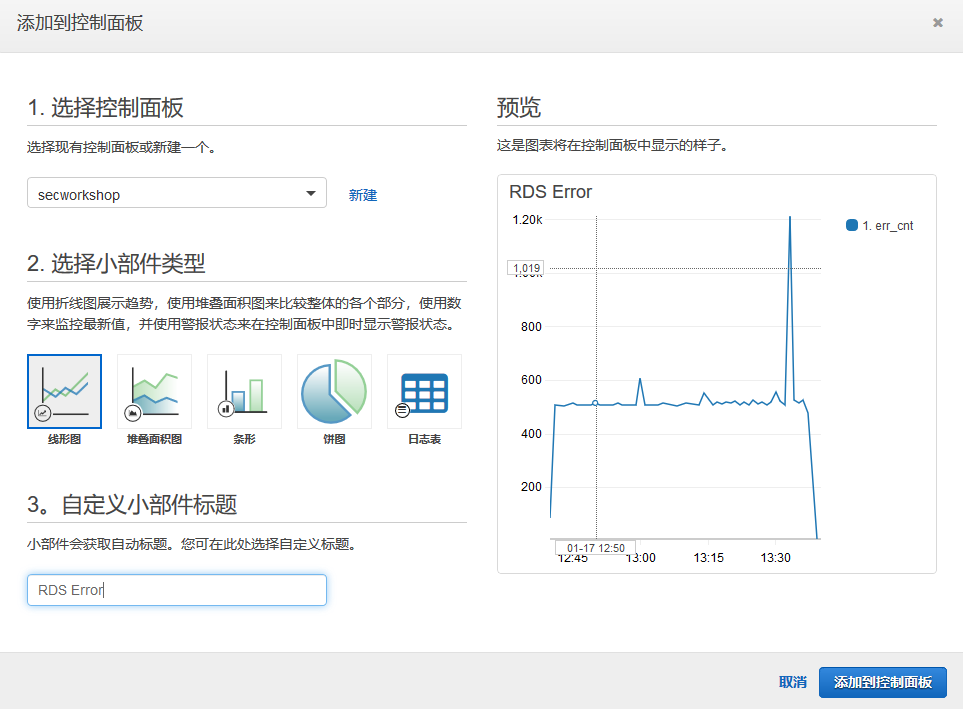 添加到控制面板
×
1. 选择控制面板
选择现有控制面板或新建一个。
secworkshop
新建
2. 选择小部件类型
使用折线图展示趋势，使用堆叠面积图来比较整体的各个部分，使用数
字来监控最新值，并使用警报状态来在控制面板中即时显示警报状态。
线形图
堆叠面积图
条形
饼图
日志表
3。自定义小部件标题
小部件会获取自动标题。您可在此处选择自定义标题。
RDS Error
预览
这是图表将在控制面板中显示的样子。
RDS Error
1.20k
1. err_cnt
1,019
800
600
400
200
01-17 12:50
12:45
13:00
13:15
13:30
取消
添加到控制面板